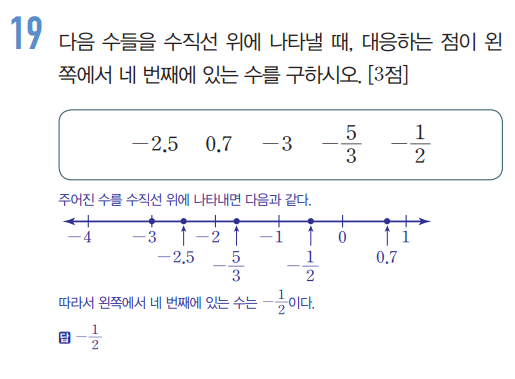 19 다음 수들을 수직선 위에 나타낼 때, 대응하는 점이 왼
쪽에서 네 번째에 있는 수를 구하시오. [3점]
-2.5 0.7 -3 -5/3 -1/2
주어진 수를 수직선 위에 나타내면 다음과 같다.
-4 -3 -2 -1 0 1
-2.5 -5/3 -1/2 0.7
따라서 왼쪽에서 네 번째에 있는 수는 -1/2이다.
답 -1/2